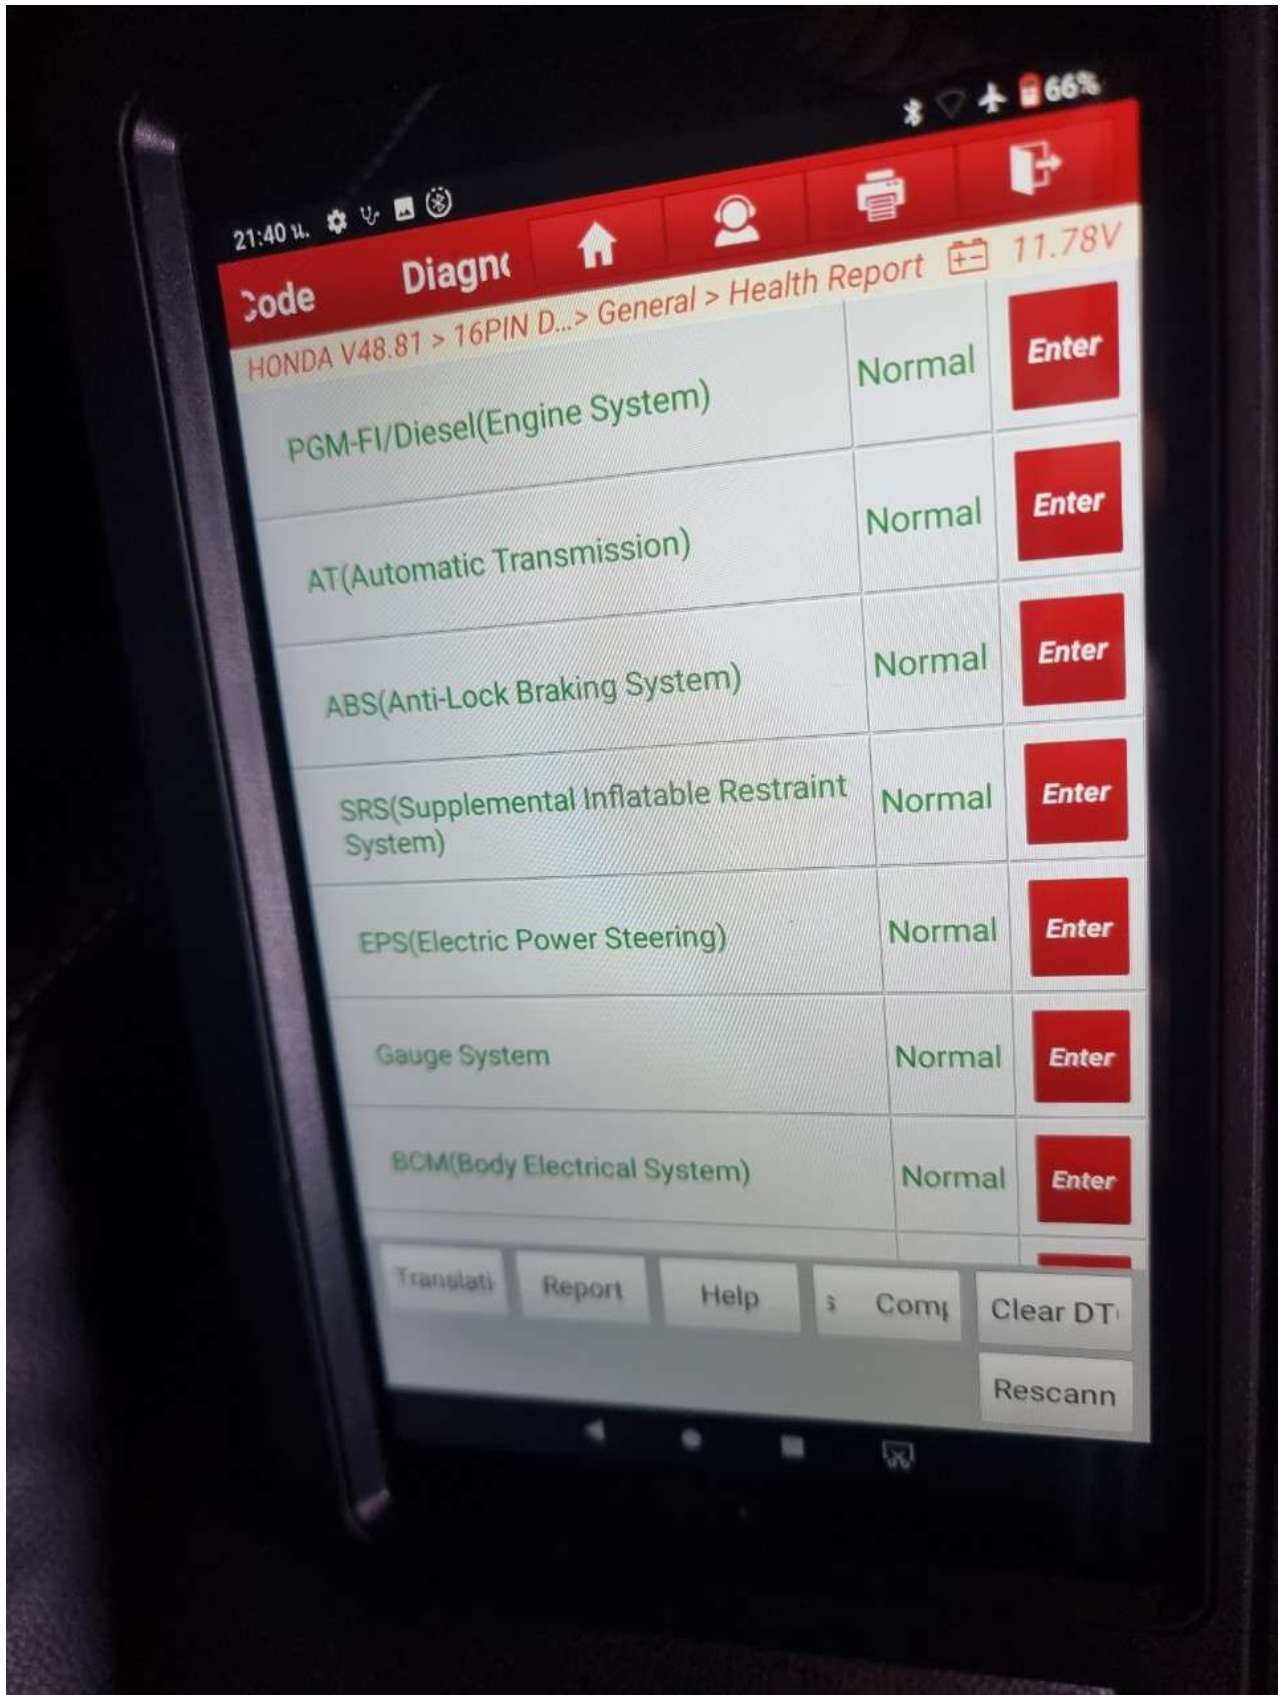 21:40 น.
66%
Code
Diagn
HONDA V48.81 > 16PIN D...> General > Health Report
11.78V
PGM-FI/Diesel(Engine System)
Normal
Enter
AT(Automatic Transmission)
Normal
Enter
ABS(Anti-Lock Braking System)
Normal
Enter
SRS(Supplemental Inflatable Restraint
System)
Normal
Enter
EPS(Electric Power Steering)
Normal
Enter
Gauge System
Normal
Enter
BCM(Body Electrical System)
Normal
Enter
Translati
Report
Help
s Comp
Clear DT
Rescann